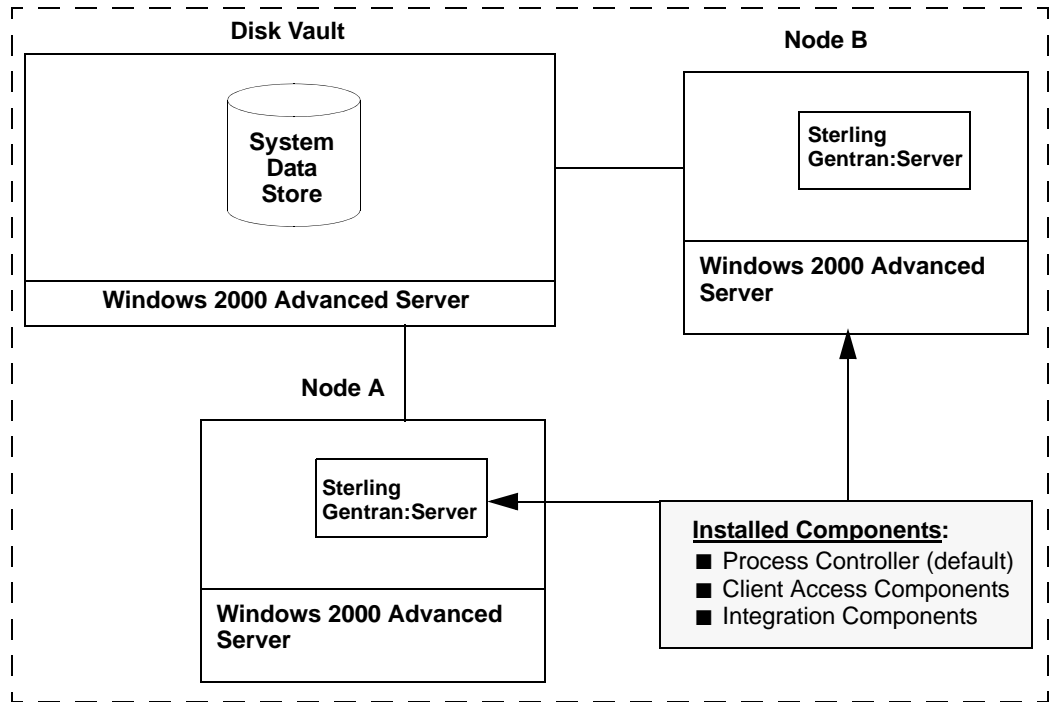 Disk Vault
System
Data
Store
Windows 2000 Advanced Server
Node B
Sterling
Gentran:Server
Windows 2000 Advanced
Server
Node A
Sterling
Gentran:Server
Windows 2000 Advanced
Server
Installed Components:
■ Process Controller (default)
■ Client Access Components
■ Integration Components